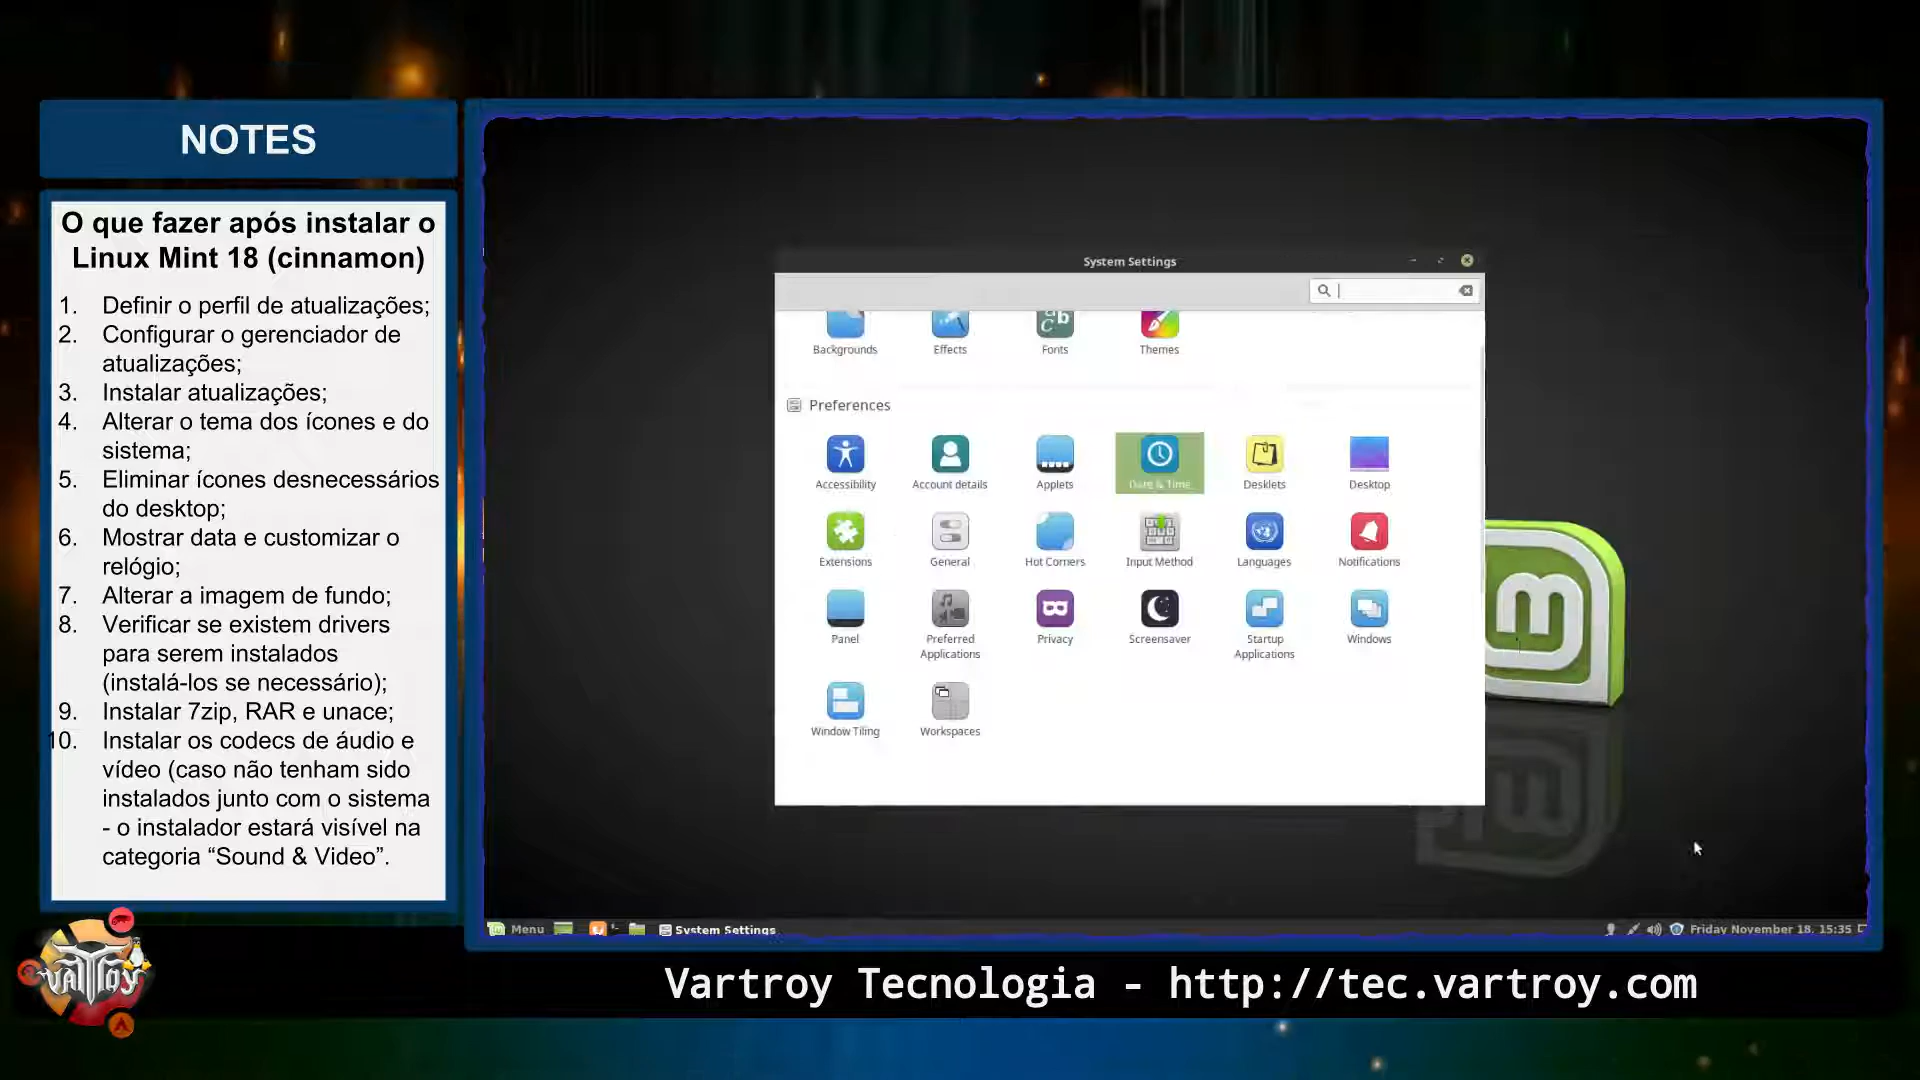 NOTES
O que fazer após instalar o
Linux Mint 18 (cinnamon)
1. Definir o perfil de atualizações;
2. Configurar o gerenciador de
atualizações;
3. Instalar atualizações;
4. Alterar o tema dos ícones e do
sistema;
5. Eliminar ícones desnecessários
do desktop;
6. Mostrar data e customizar o
relógio;
7. Alterar a imagem de fundo;
8. Verificar se existem drivers
para serem instalados
(instalá-los se necessário);
9. Instalar 7zip, RAR e unace;
10. Instalar os codecs de áudio e
vídeo (caso não tenham sido
instalados junto com o sistema
- o instalador estará visível na
categoria “Sound & Video”.
VARTROY
System Settings
Backgrounds Effects Fonts Themes
Preferences
Accessibility Account details Applets Date & Time Desklets Desktop
Extensions General Hot Corners Input Method Languages Notifications
Panel Preferred Applications Privacy Screensaver Startup Applications Windows
Window Tiling Workspaces
Menu System Settings Friday November 18, 15:35
Vartroy Tecnologia - http://tec.vartroy.com